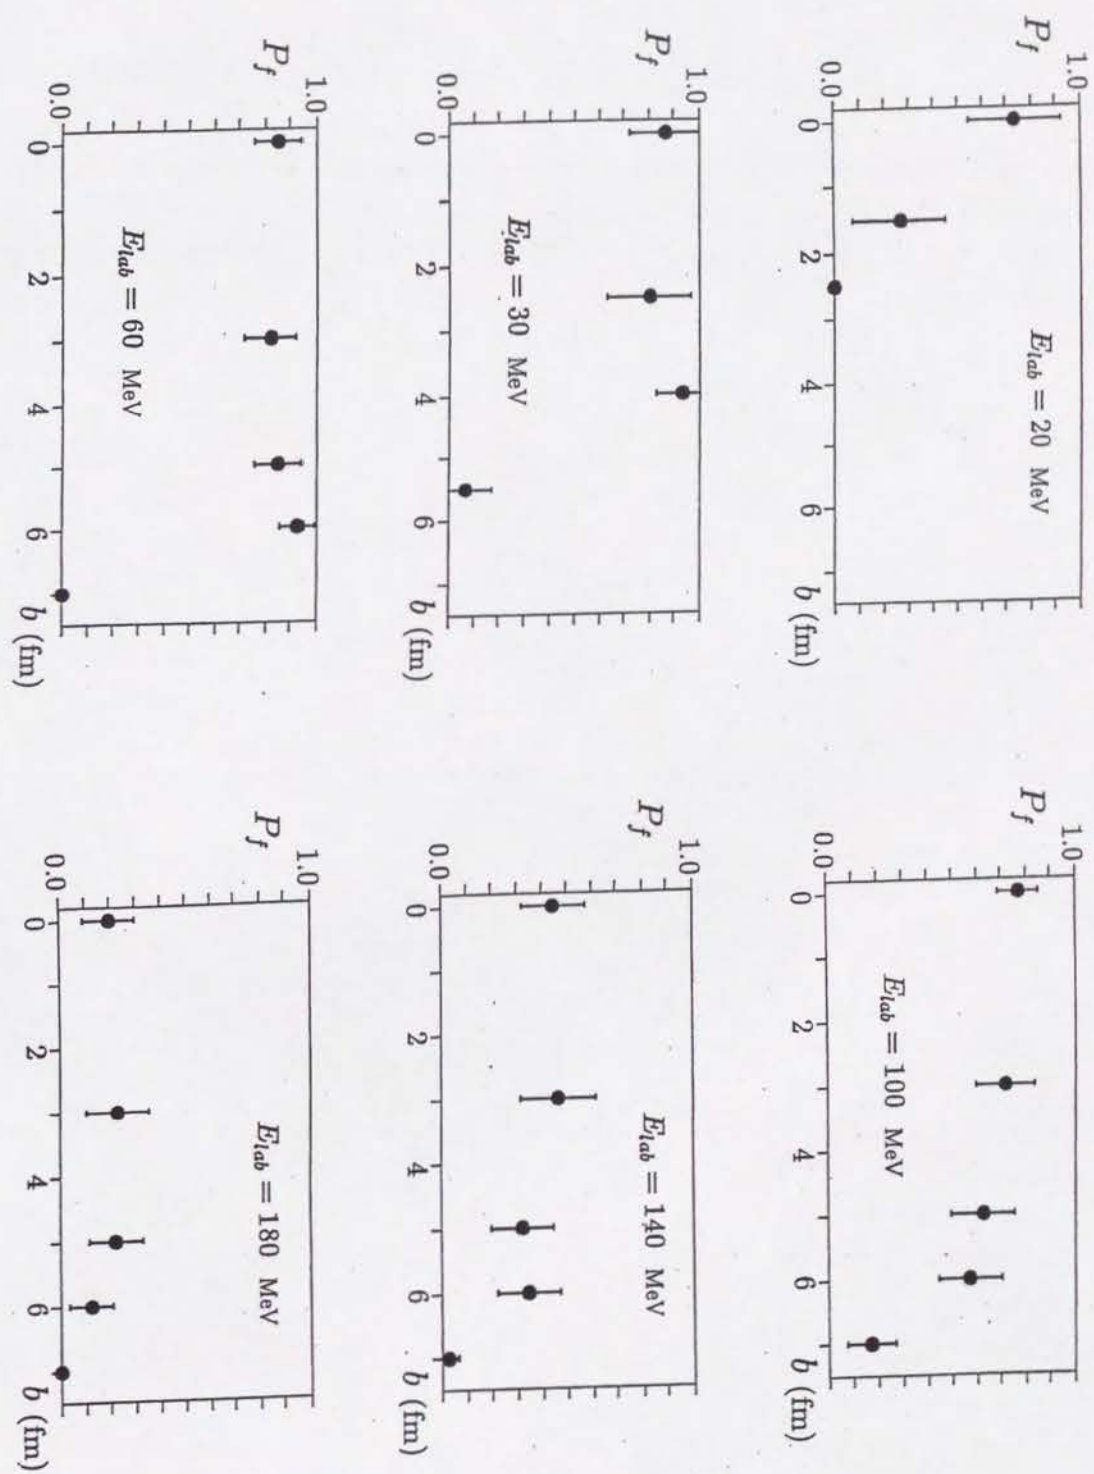 P_f
1.0
0.0
0 2 4 6 b (fm)
E_lab = 20 MeV
P_f
1.0
0.0
0 2 4 6 b (fm)
E_lab = 100 MeV
P_f
1.0
0.0
0 2 4 6 b (fm)
E_lab = 30 MeV
P_f
1.0
0.0
0 2 4 6 b (fm)
E_lab = 140 MeV
P_f
1.0
0.0
0 2 4 6 b (fm)
E_lab = 60 MeV
P_f
1.0
0.0
0 2 4 6 b (fm)
E_lab = 180 MeV